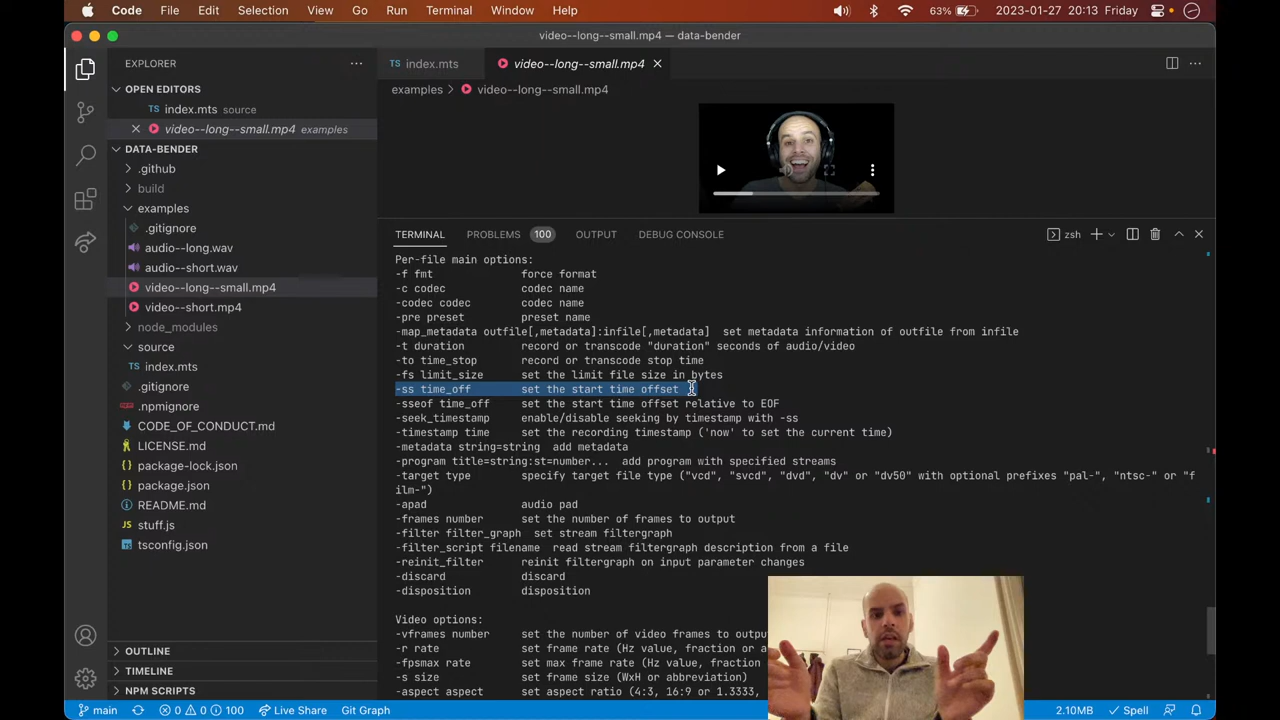 Code File Edit Selection View Go Run Terminal Window Help 63% 2023-01-27 20:13 Friday
video--long--small.mp4 — data-bender
EXPLORER
OPEN EDITORS
TS index.mts source
video--long--small.mp4 examples
DATA-BENDER
.github
build
examples
.gitignore
audio--long.wav
audio--short.wav
video--long--small.mp4
video--short.mp4
node_modules
source
TS index.mts
.gitignore
.npmignore
CODE_OF_CONDUCT.md
LICENSE.md
package-lock.json
package.json
README.md
JS stuff.js
tsconfig.json
OUTLINE
TIMELINE
NPM SCRIPTS
TS index.mts video--long--small.mp4
examples > video--long--small.mp4
TERMINAL PROBLEMS 100 OUTPUT DEBUG CONSOLE zsh
Per-file main options:
-f fmt force format
-c codec codec name
-codec codec codec name
-pre preset preset name
-map_metadata outfile[,metadata]:infile[,metadata] set metadata information of outfile from infile
-t duration record or transcode "duration" seconds of audio/video
-to time_stop record or transcode stop time
-fs limit_size set the limit file size in bytes
-ss time_off set the start time offset
-sseof time_off set the start time offset relative to EOF
-seek_timestamp enable/disable seeking by timestamp with -ss
-timestamp time set the recording timestamp ('now' to set the current time)
-metadata string=string add metadata
-program title=string:st=number... add program with specified streams
-target type specify target file type ("vcd", "svcd", "dvd", "dv" or "dv50" with optional prefixes "pal-", "ntsc-" or "f
ilm-")
-apad audio pad
-frames number set the number of frames to output
-filter filter_graph set stream filtergraph
-filter_script filename read stream filtergraph description from a file
-reinit_filter reinit filtergraph on input parameter changes
-discard discard
-disposition disposition
Video options:
-vframes number set the number of video frames to outpu
-r rate set frame rate (Hz value, fraction or a
-fpsmax rate set max frame rate (Hz value, fraction
-s size set frame size (WxH or abbreviation)
-aspect aspect set aspect ratio (4:3, 16:9 or 1.3333,
main 0 0 100 Live Share Git Graph 2.10MB Spell